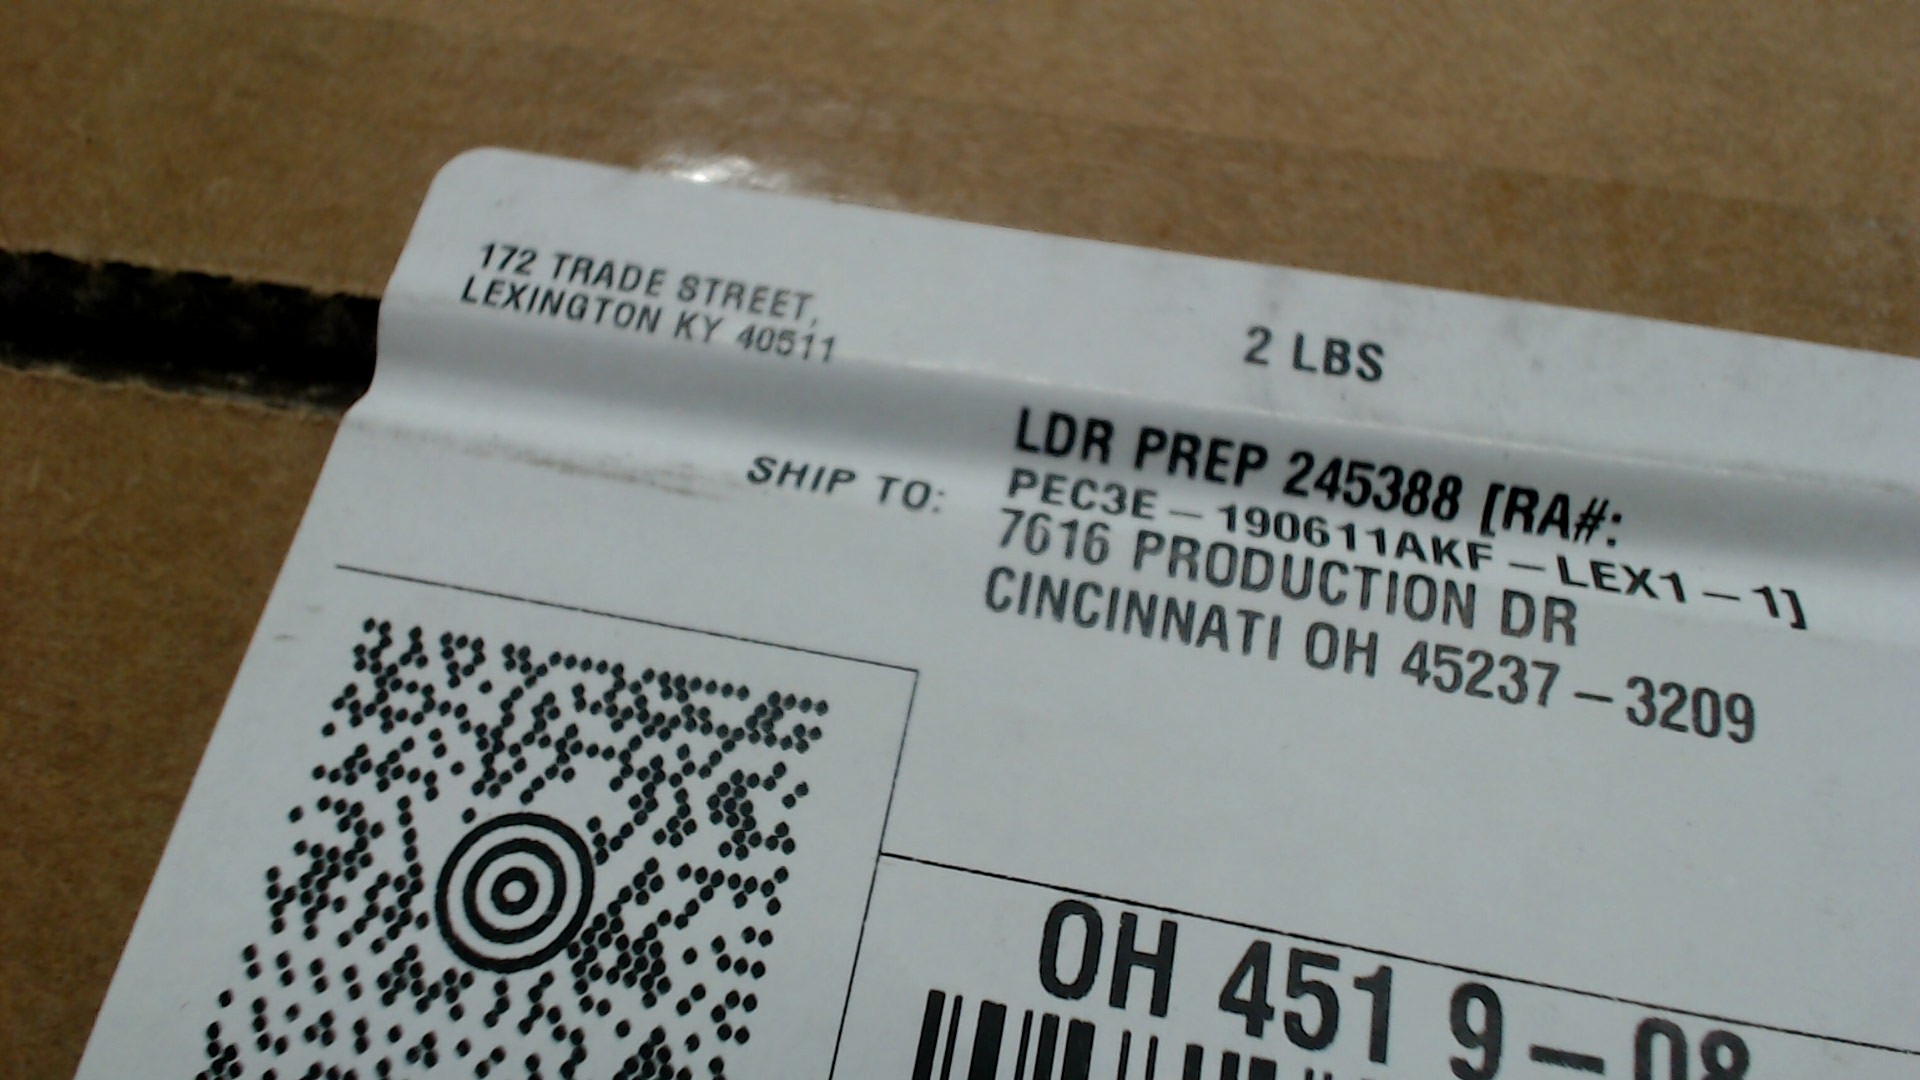 172 TRADE STREET,
LEXINGTON KY 40511
2 LBS
SHIP TO:
LDR PREP 245388 [RA#:
PEC3E – 190611AKF – LEX1 – 1]
7616 PRODUCTION DR
CINCINNATI OH 45237 – 3209
OH 451 9 – 08